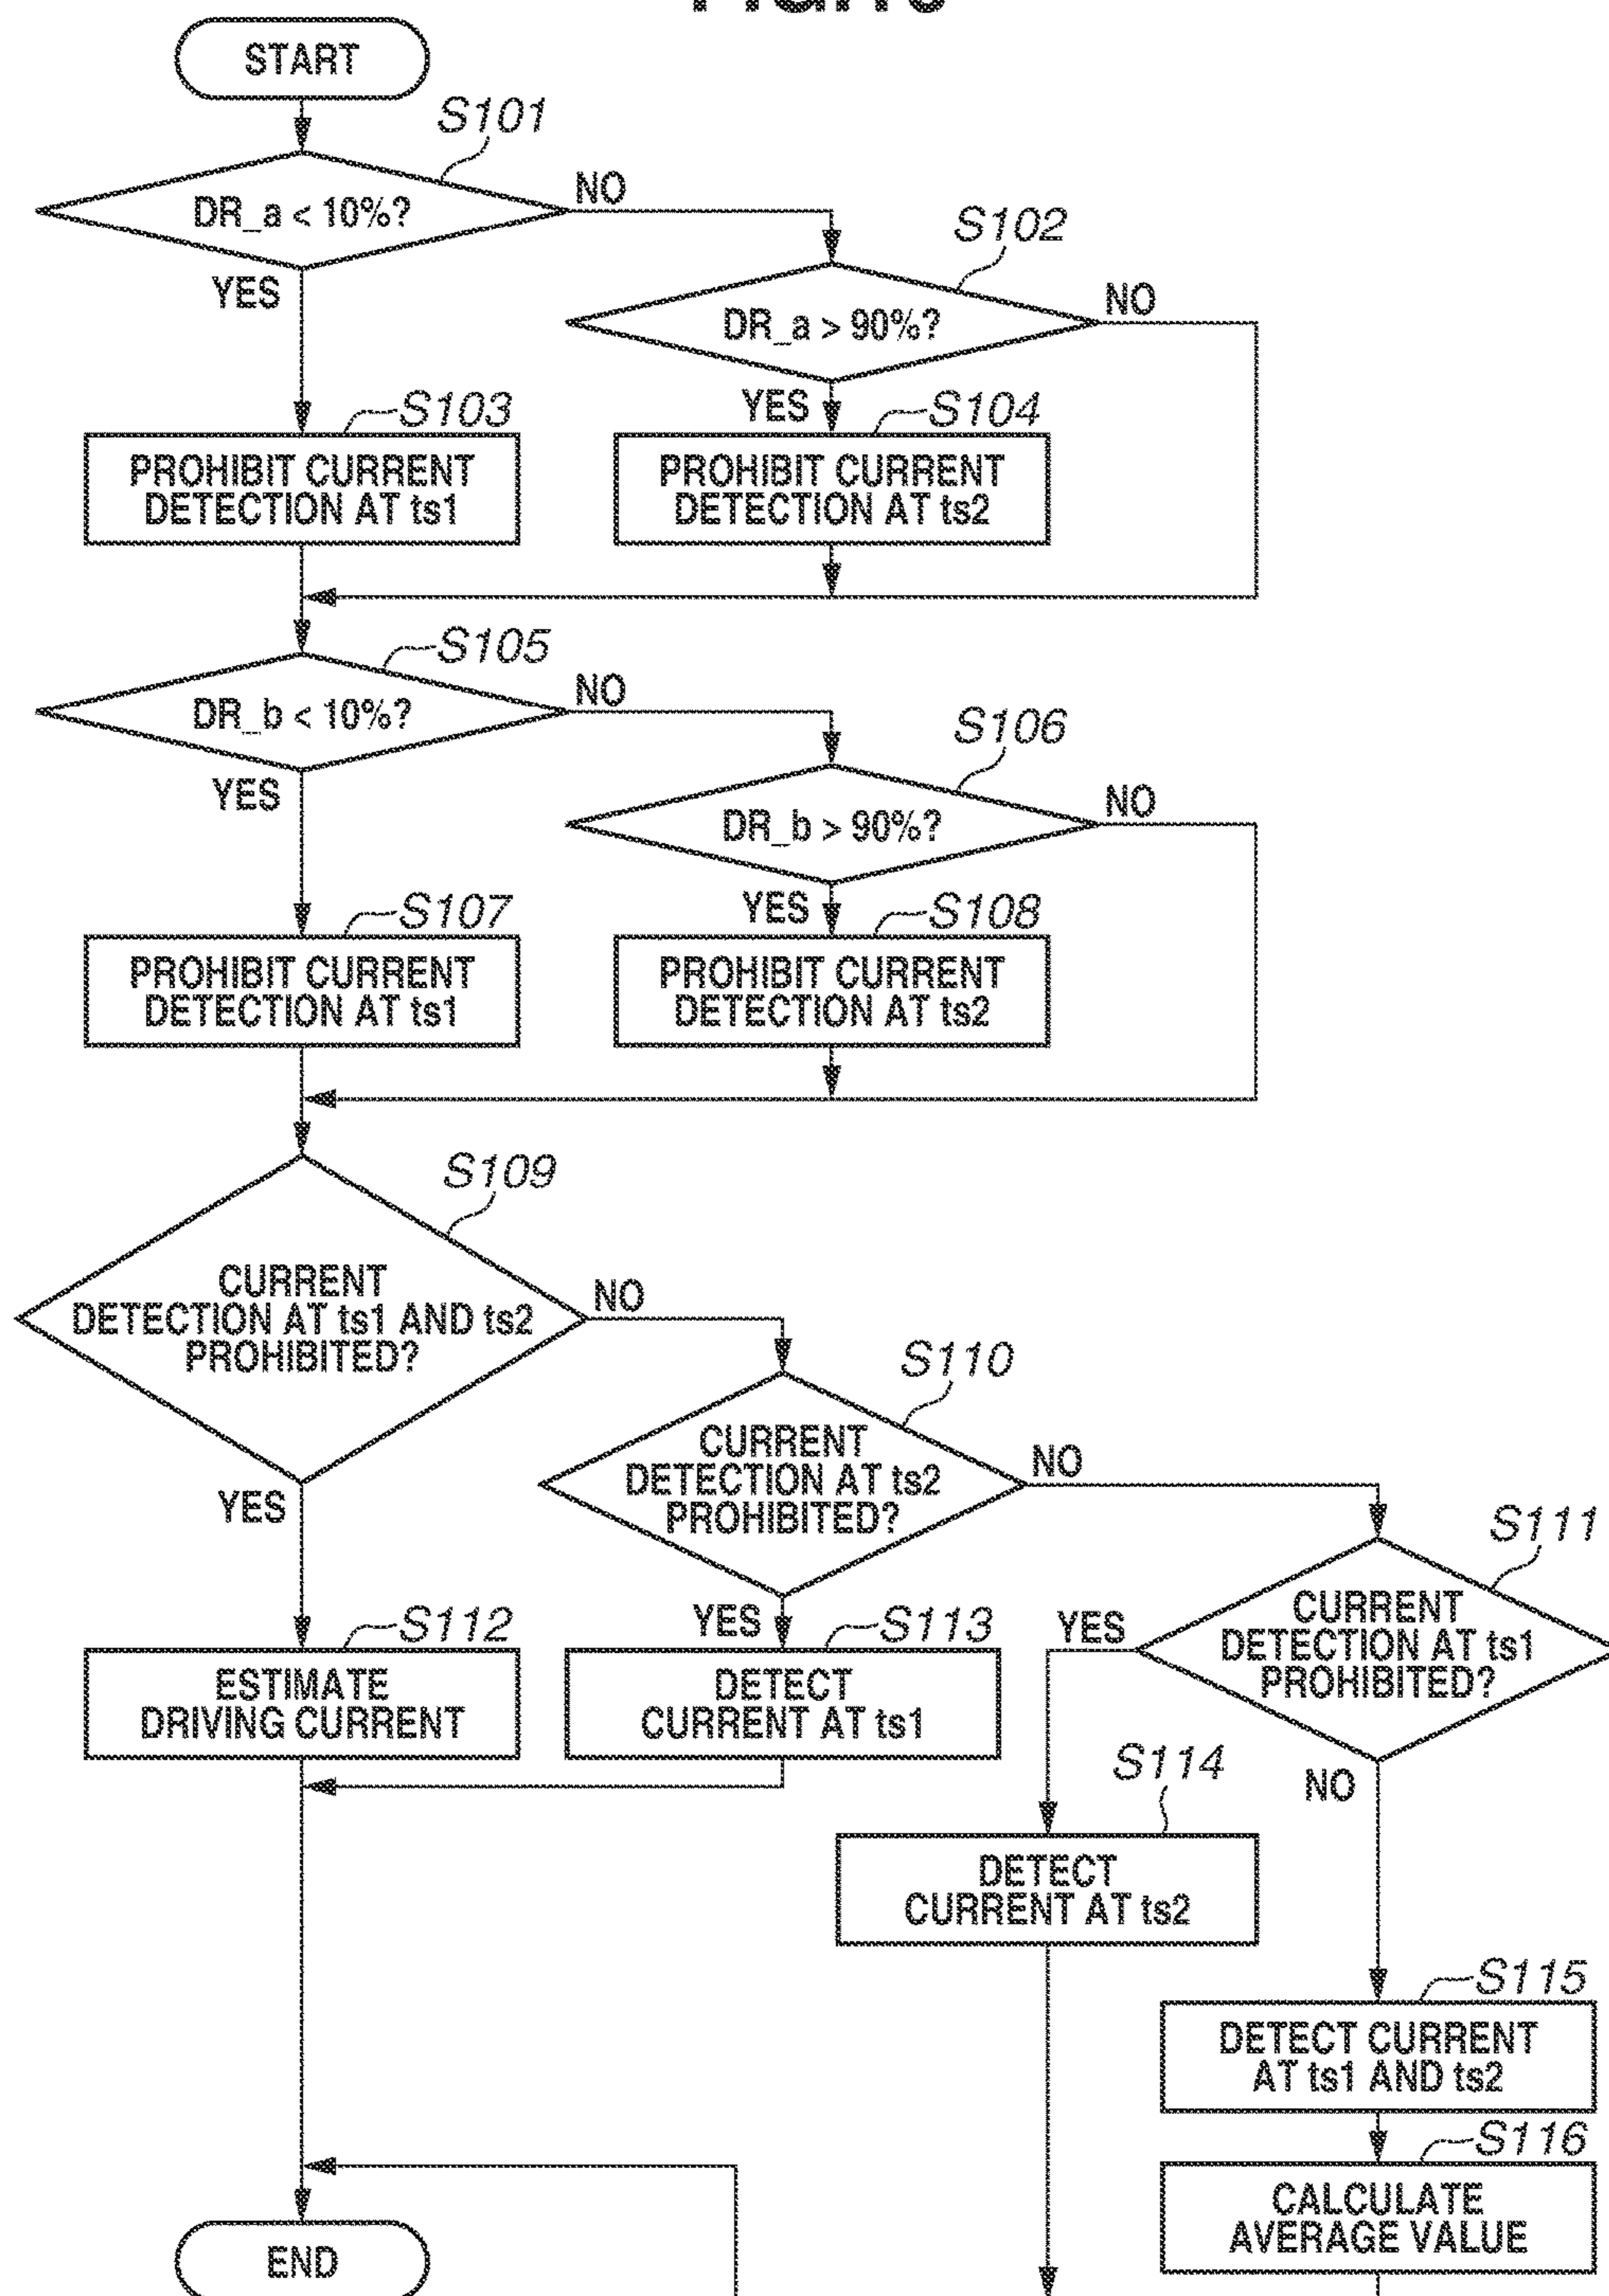 START
S101
DR_a < 10%?
NO
YES
S102
DR_a > 90%?
NO
YES
S103
PROHIBIT CURRENT
DETECTION AT ts1
S104
PROHIBIT CURRENT
DETECTION AT ts2
S105
DR_b < 10%?
NO
YES
S106
DR_b > 90%?
NO
YES
S107
PROHIBIT CURRENT
DETECTION AT ts1
S108
PROHIBIT CURRENT
DETECTION AT ts2
S109
CURRENT
DETECTION AT ts1 AND ts2
PROHIBITED?
NO
YES
S110
CURRENT
DETECTION AT ts2
PROHIBITED?
NO
YES
S111
CURRENT
DETECTION AT ts1
PROHIBITED?
YES
NO
S112
ESTIMATE
DRIVING CURRENT
S113
DETECT
CURRENT AT ts1
S114
DETECT
CURRENT AT ts2
S115
DETECT CURRENT
AT ts1 AND ts2
S116
CALCULATE
AVERAGE VALUE
END